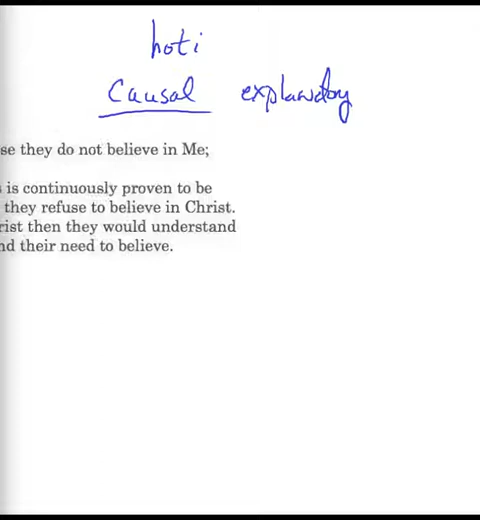 hoti
Causal explanatory
se they do not believe in Me;
is continuously proven to be
they refuse to believe in Christ.
rist then they would understand
nd their need to believe.